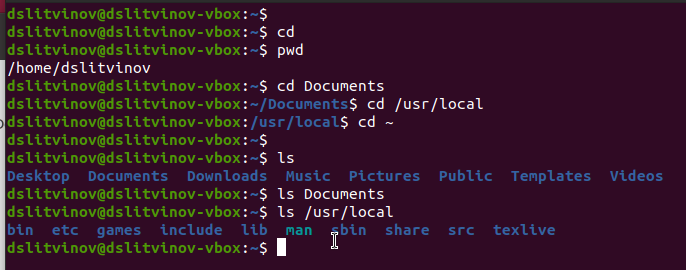 dslitvinov@dslitvinov-vbox:~$
dslitvinov@dslitvinov-vbox:~$ cd
dslitvinov@dslitvinov-vbox:~$ pwd
/home/dslitvinov
dslitvinov@dslitvinov-vbox:~$ cd Documents
dslitvinov@dslitvinov-vbox:~/Documents$ cd /usr/local
dslitvinov@dslitvinov-vbox:/usr/local$ cd ~
dslitvinov@dslitvinov-vbox:~$
dslitvinov@dslitvinov-vbox:~$ ls
Desktop Documents Downloads Music Pictures Public Templates Videos
dslitvinov@dslitvinov-vbox:~$ ls Documents
dslitvinov@dslitvinov-vbox:~$ ls /usr/local
bin etc games include lib man sbin share src texlive
dslitvinov@dslitvinov-vbox:~$